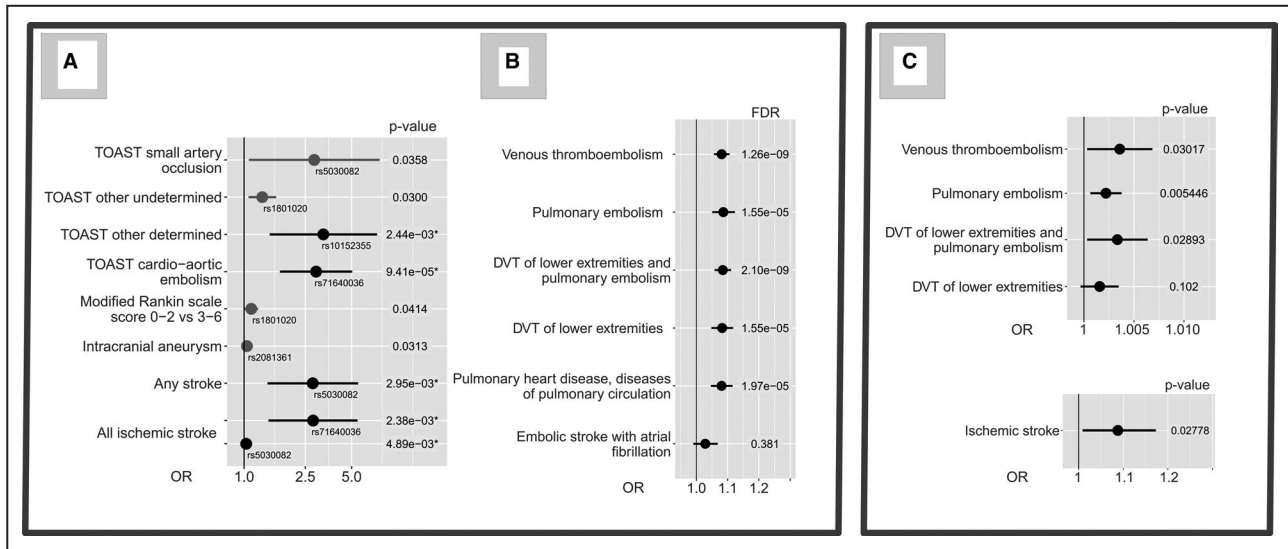 A
p-value
TOAST small artery
occlusion
0.0358
rs5030082
TOAST other undetermined
0.0300
rs1801020
TOAST other determined
2.44e−03*
rs10152355
TOAST cardio−aortic
embolism
9.41e−05*
rs71640036
Modified Rankin scale
score 0−2 vs 3−6
0.0414
rs1801020
Intracranial aneurysm
0.0313
rs2081361
Any stroke
2.95e−03*
rs5030082
All ischemic stroke
2.38e−03*
rs71640036
4.89e−03*
rs5030082
OR
1.0 2.5 5.0
B
FDR
Venous thromboembolism
1.26e−09
Pulmonary embolism
1.55e−05
DVT of lower extremities and
pulmonary embolism
2.10e−09
DVT of lower extremities
1.55e−05
Pulmonary heart disease, diseases
of pulmonary circulation
1.97e−05
Embolic stroke with atrial
fibrillation
0.381
OR
1.0 1.1 1.2
C
p-value
Venous thromboembolism
0.03017
Pulmonary embolism
0.005446
DVT of lower extremities and
pulmonary embolism
0.02893
DVT of lower extremities
0.102
OR
1 1.005 1.010
p-value
Ischemic stroke
0.02778
OR
1 1.1 1.2